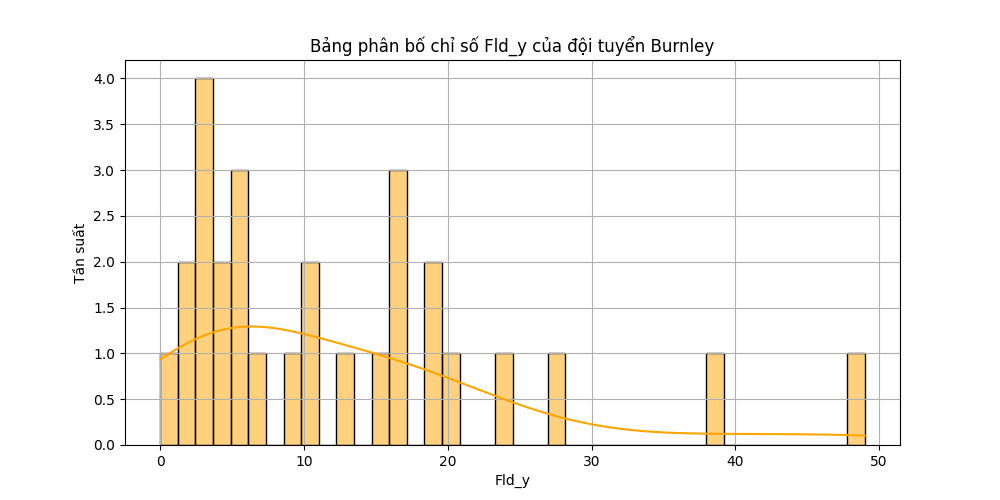 Bảng phân bố chỉ số Fld_y của đội tuyển Burnley
4.0
3.5
3.0
2.5
2.0
1.5
1.0
0.5
0.0
Tần suất
0 10 20 30 40 50
Fld_y